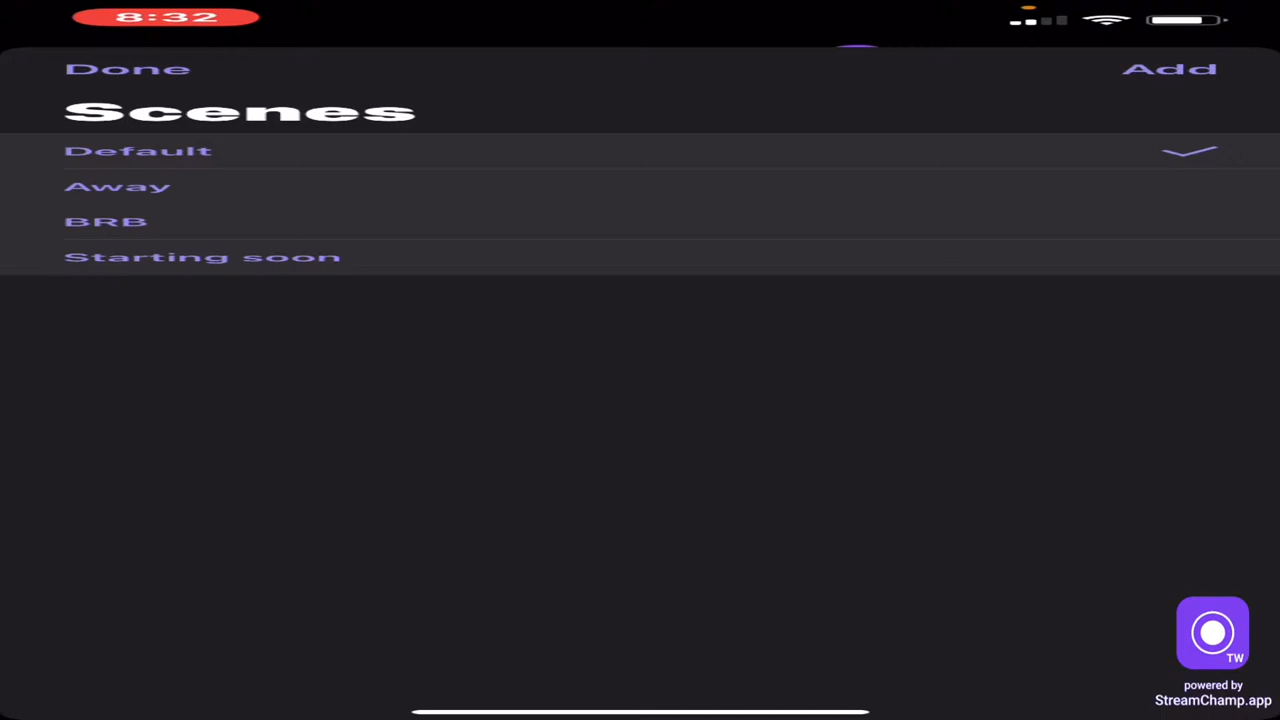 8:32
Done
Add
Scenes
Default
Away
BRB
Starting soon
TW
powered by
StreamChamp.app